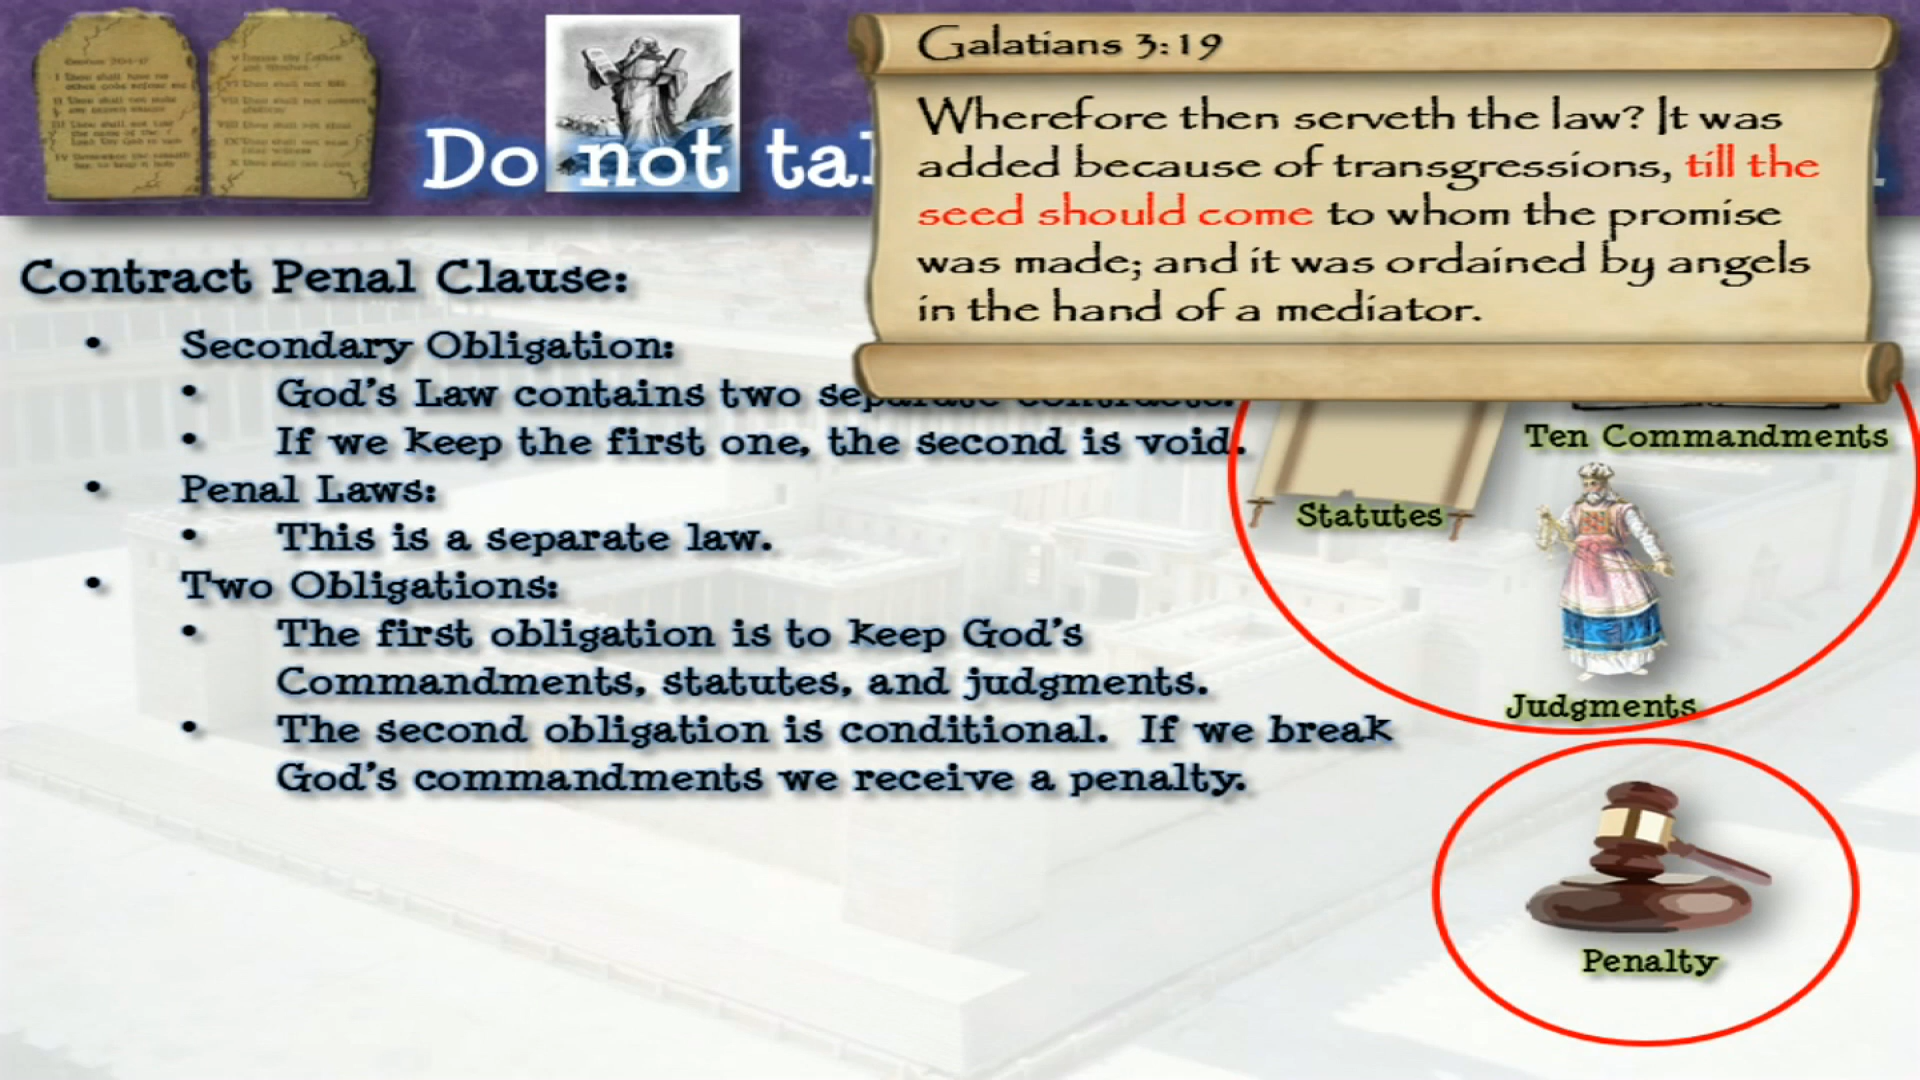 Do not ta
Galatians 3:19
Wherefore then serveth the law? It was
added because of transgressions, till the
seed should come to whom the promise
was made; and it was ordained by angels
in the hand of a mediator.
Contract Penal Clause:
• Secondary Obligation:
• God's Law contains two separate contracts.
• If we keep the first one, the second is void.
• Penal Laws:
• This is a separate law.
• Two Obligations:
• The first obligation is to keep God's
Commandments, statutes, and judgments.
• The second obligation is conditional. If we break
God's commandments we receive a penalty.
Ten Commandments
Statutes
Judgments
Penalty